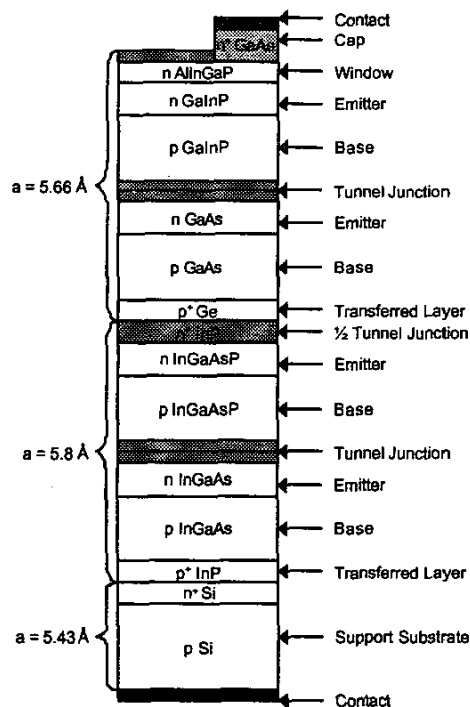 Contact
n⁺ GaAs
Cap
n AlInGaP
Window
n GaInP
Emitter
p GaInP
Base
a = 5.66 Å
Tunnel Junction
n GaAs
Emitter
p GaAs
Base
p⁺ Ge
Transferred Layer
n⁺ InP
½ Tunnel Junction
n InGaAsP
Emitter
p InGaAsP
Base
a = 5.8 Å
Tunnel Junction
n InGaAs
Emitter
p InGaAs
Base
p⁺ InP
Transferred Layer
n⁺ Si
a = 5.43 Å
p Si
Support Substrate
Contact